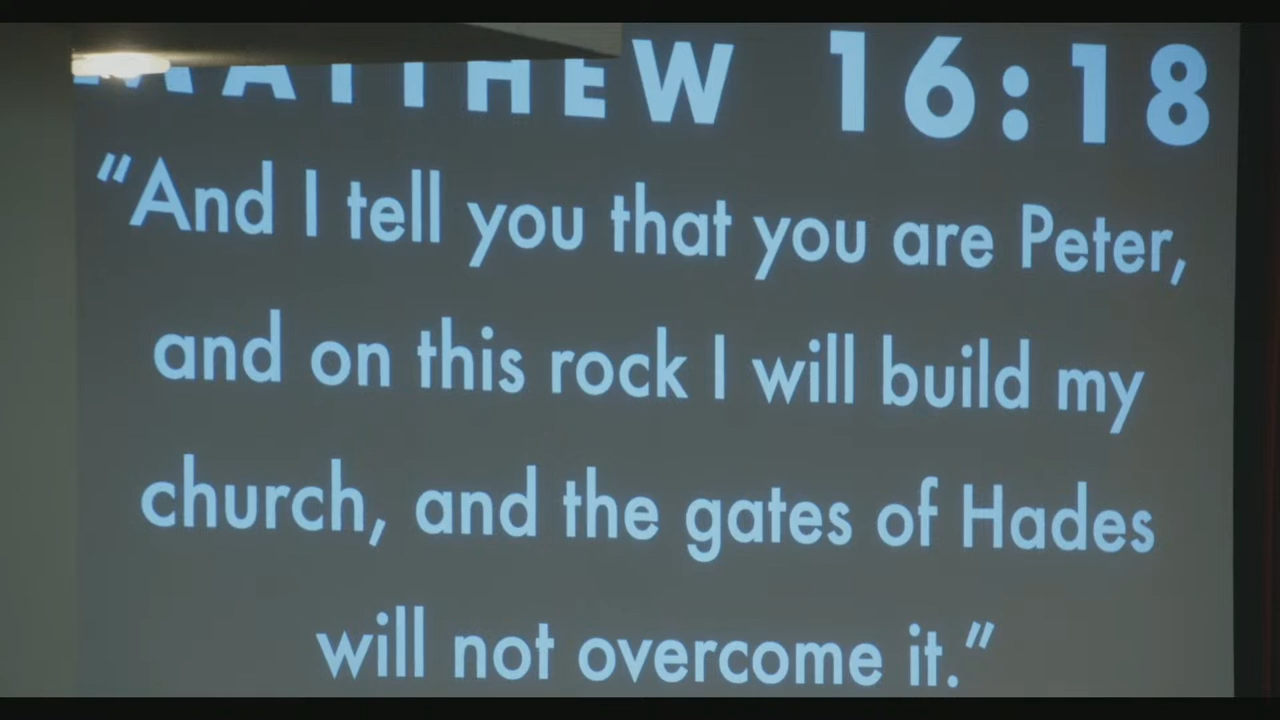 MATTHEW 16:18
“And I tell you that you are Peter,
and on this rock I will build my
church, and the gates of Hades
will not overcome it.”